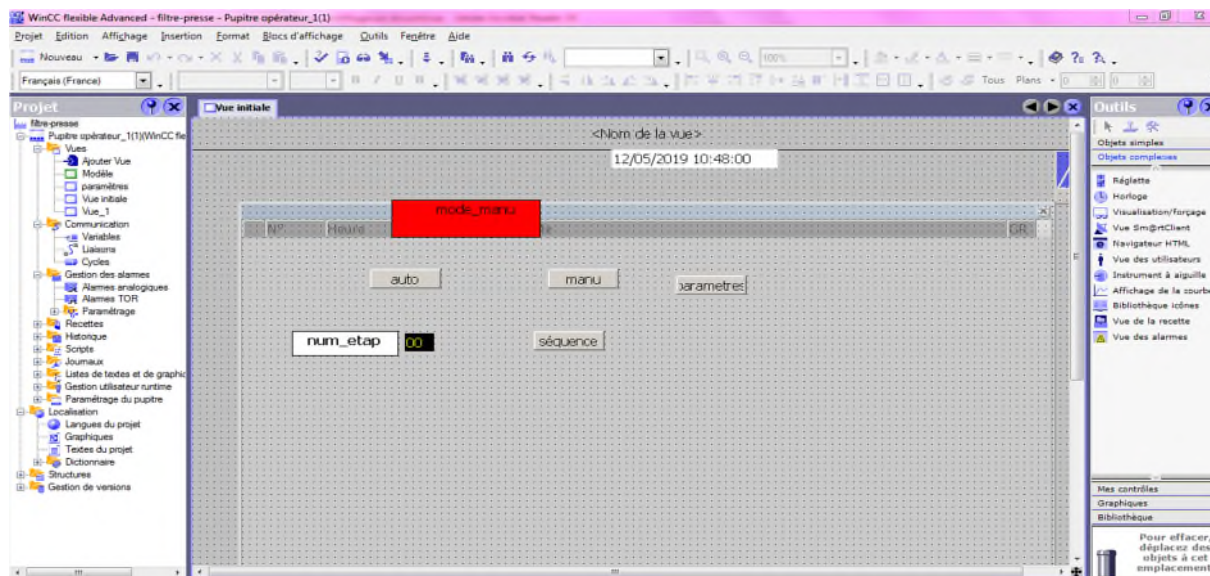 WinCC flexible Advanced - filtre-presse - Pupitre opérateur_1(1)
Projet Edition Affichage Insertion Format Blocs d'affichage Outils Fenêtre Aide
Nouveau 100%
Français (France) Tous Plans 0 0
Projet
filtre-presse
Pupitre opérateur_1(1)(WinCC fle
Vues
Ajouter Vue
Modèle
paramètres
Vue initiale
Vue_1
Communication
Variables
Liaisons
Cycles
Gestion des alarmes
Alarmes analogiques
Alarmes TOR
Paramétrage
Recettes
Historique
Scripts
Journaux
Listes de textes et de graphic
Gestion utilisateur runtime
Paramétrage du pupitre
Localisation
Langues du projet
Graphiques
Textes du projet
Dictionnaire
Structures
Gestion de versions
Vue initiale
<Nom de la vue>
12/05/2019 10:48:00
mode_manu
N° Heure GR
auto manu parametres
num_etap 00 séquence
Outils
Objets simples
Objets complexes
Réglette
Horloge
Visualisation/forçage
Vue Sm@rtClient
Navigateur HTML
Vue des utilisateurs
Instrument à aiguille
Affichage de la courbe
Bibliothèque icônes
Vue de la recette
Vue des alarmes
Mes contrôles
Graphiques
Bibliothèque
Pour effacer,
déplacez des
objets à cet
emplacement